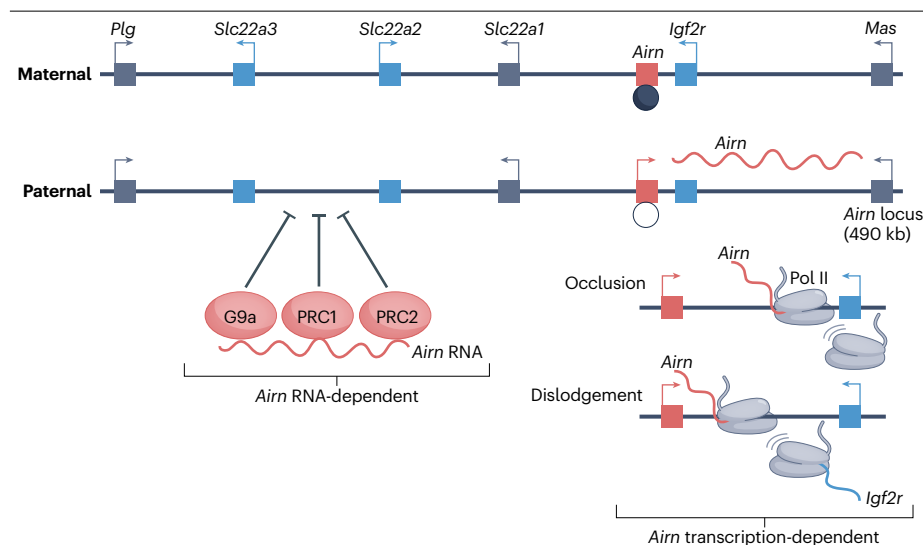 Plg Slc22a3 Slc22a2 Slc22a1 Airn Igf2r Mas
Maternal
Airn
Paternal
Airn locus
(490 kb)
Airn
Occlusion
Pol II
G9a PRC1 PRC2
Airn RNA
Airn RNA-dependent
Airn
Dislodgement
Igf2r
Airn transcription-dependent